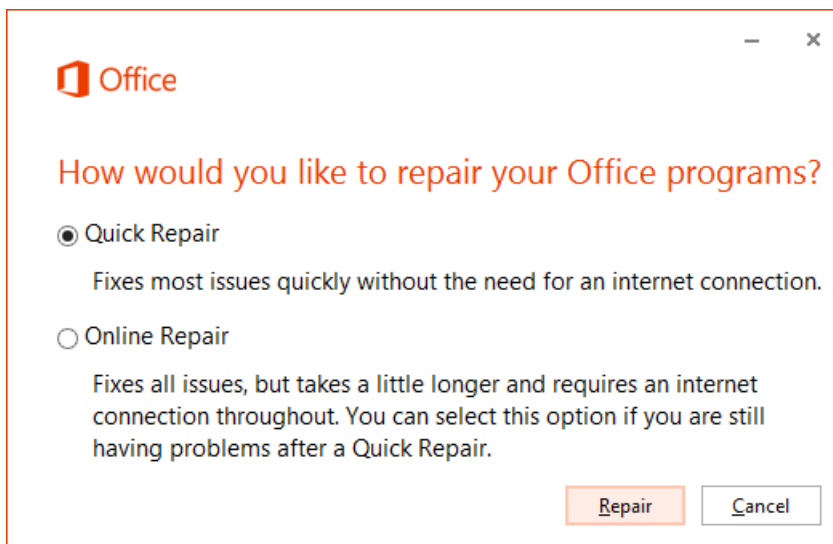 Office
How would you like to repair your Office programs?
Quick Repair
Fixes most issues quickly without the need for an internet connection.
Online Repair
Fixes all issues, but takes a little longer and requires an internet
connection throughout. You can select this option if you are still
having problems after a Quick Repair.
Repair Cancel